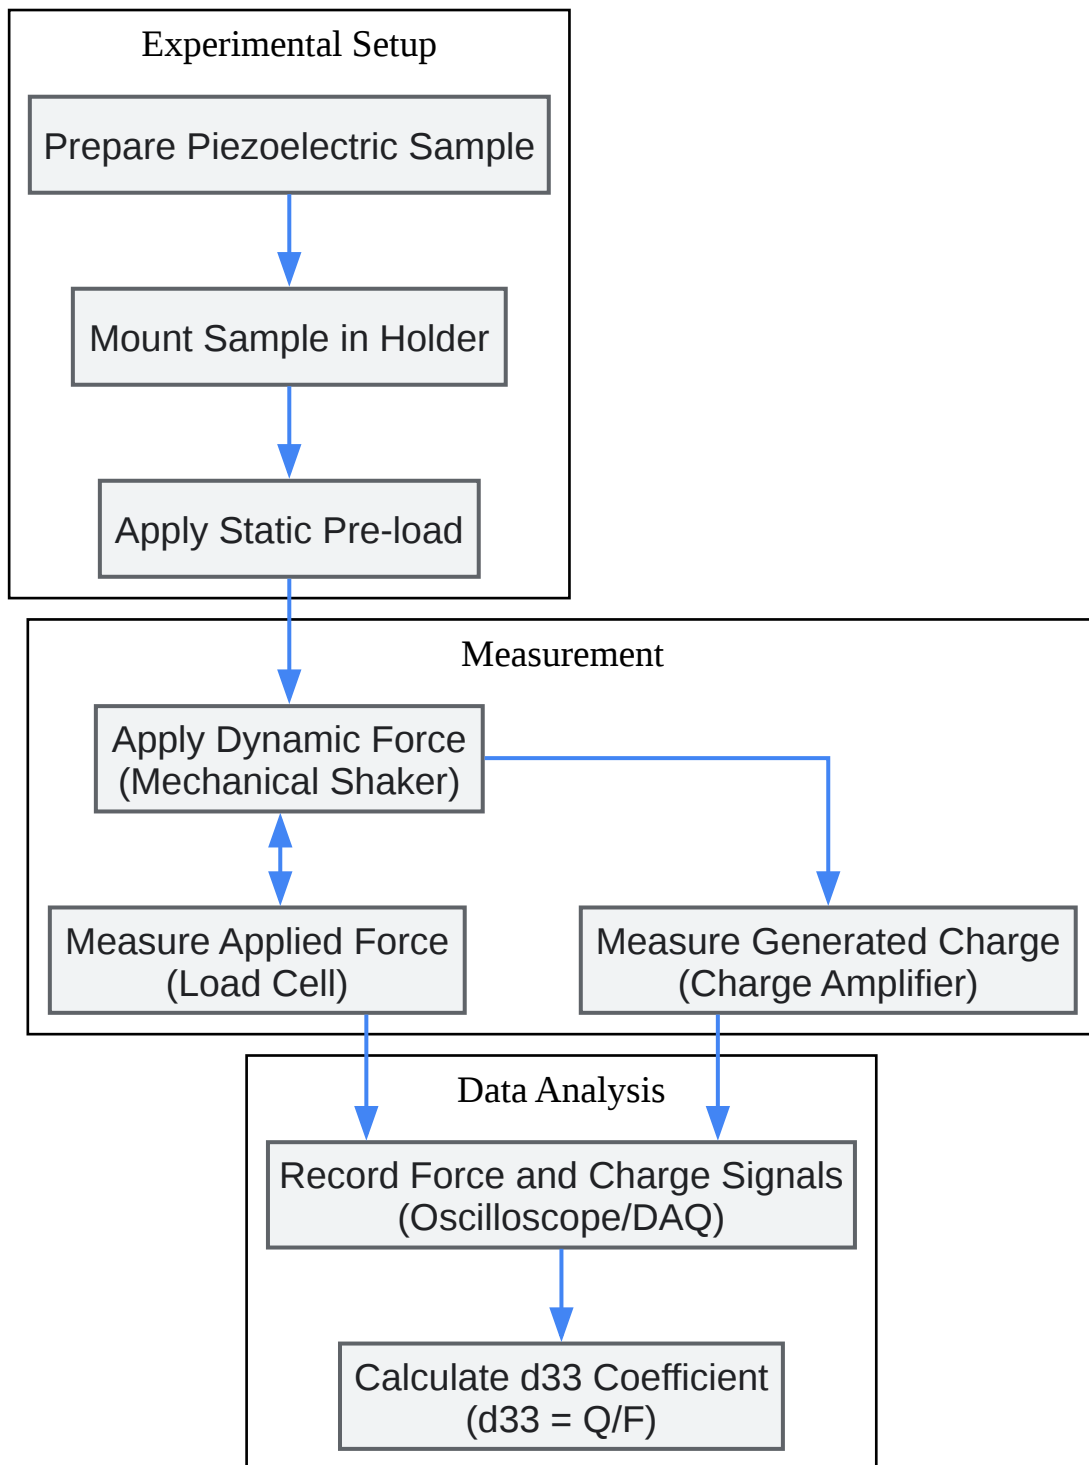 Experimental Setup
Prepare Piezoelectric Sample
Mount Sample in Holder
Apply Static Pre-load
Measurement
Apply Dynamic Force
(Mechanical Shaker)
Measure Applied Force
(Load Cell)
Measure Generated Charge
(Charge Amplifier)
Data Analysis
Record Force and Charge Signals
(Oscilloscope/DAQ)
Calculate d33 Coefficient
(d33 = Q/F)